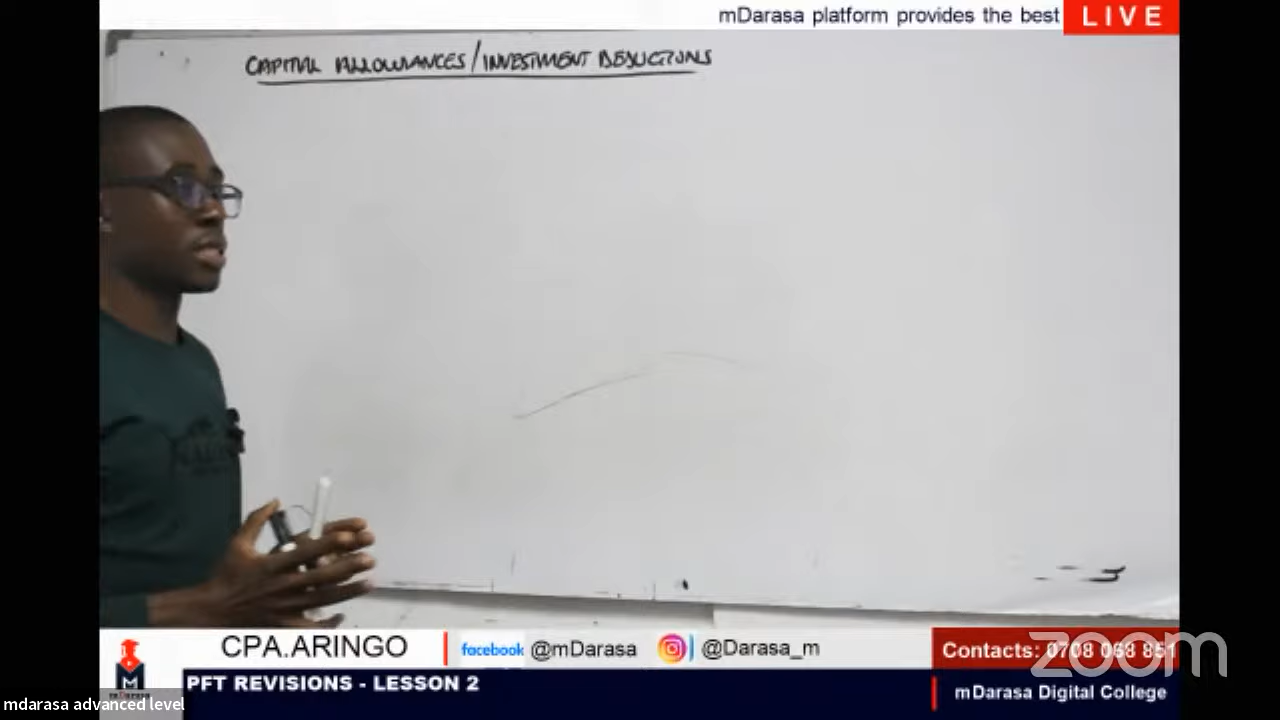 mDarasa platform provides the best
LIVE
CAPITAL ALLOWANCES/INVESTMENT DEDUCTIONS
CPA.ARINGO
facebook @mDarasa
@Darasa_m
Contacts: 0708 068 851
zoom
PFT REVISIONS - LESSON 2
mDarasa Digital College
mdarasa advanced level